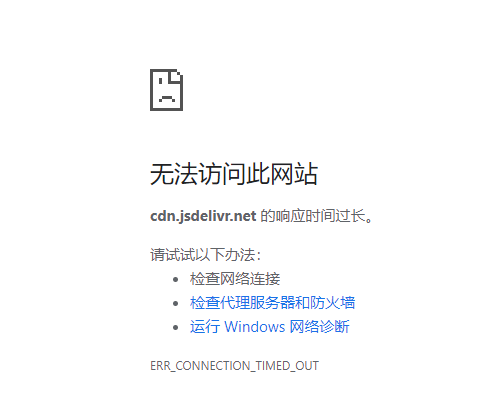 无法访问此网站
cdn.jsdelivr.net 的响应时间过长。
请试试以下办法：
检查网络连接
检查代理服务器和防火墙
运行 Windows 网络诊断
ERR_CONNECTION_TIMED_OUT